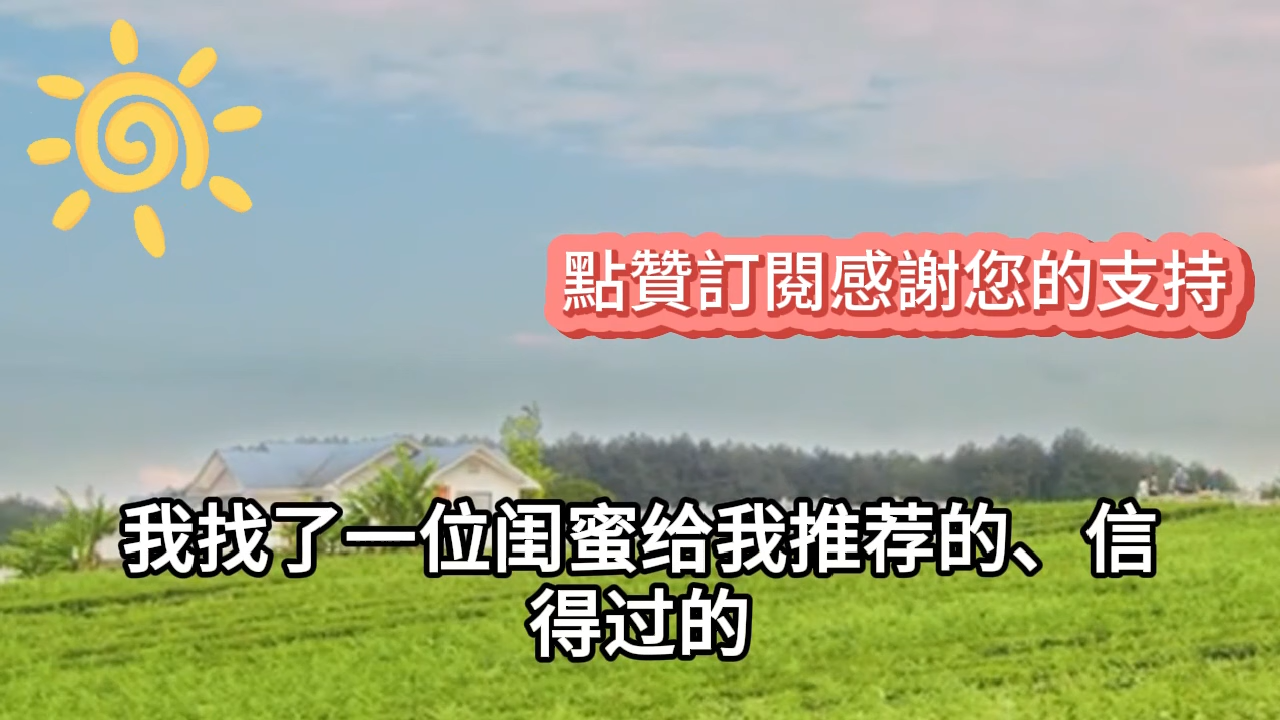 點贊訂閱感謝您的支持
我找了一位闺蜜给我推荐的、信
得过的